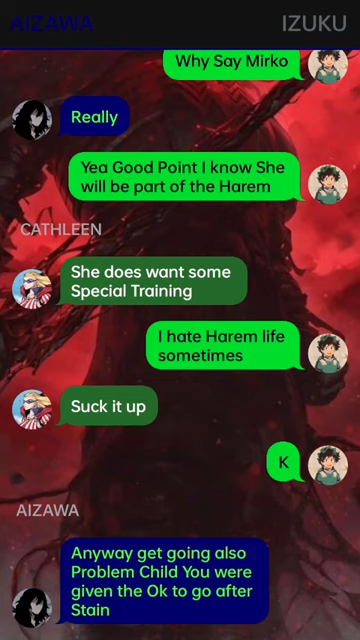 AIZAWA
IZUKU
Why Say Mirko
Really
Yea Good Point I know She
will be part of the Harem
CATHLEEN
She does want some
Special Training
I hate Harem life
sometimes
Suck it up
K
AIZAWA
Anyway get going also
Problem Child You were
given the Ok to go after
Stain